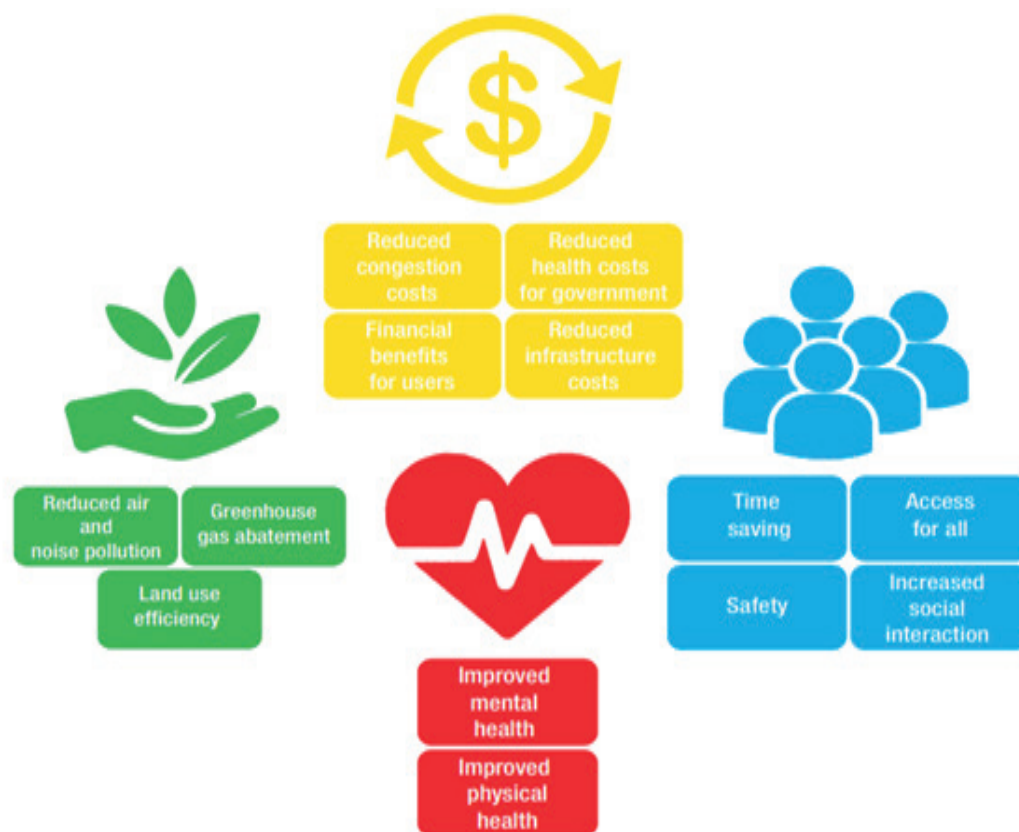 $
Reduced
congestion
costs
Reduced
health costs
for government
Financial
benefits
for users
Reduced
infrastructure
costs
Reduced air
and
noise pollution
Greenhouse
gas abatement
Land use
efficiency
Time
saving
Access
for all
Safety
Increased
social
interaction
Improved
mental
health
Improved
physical
health